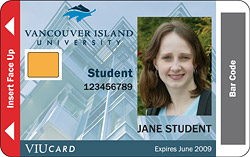 Insert Face Up
VANCOUVER ISLAND
UNIVERSITY
Student
123456789
JANE STUDENT
VIUCARD
Expires June 2009
Bar Code